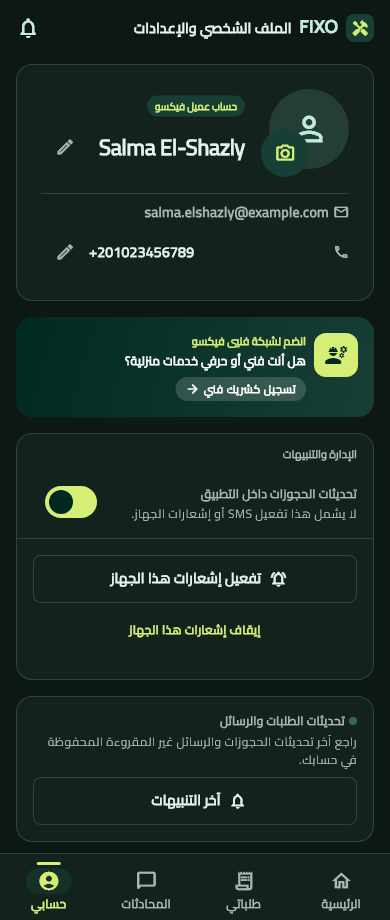 FIXO الملف الشخصي والإعدادات
حساب عميل فيكسو
Salma El-Shazly
salma.elshazly@example.com
+201023456789
انضم لشبكة فنيي فيكسو
هل أنت فني أو حرفي خدمات منزلية؟
تسجيل كشريك فني →
الإدارة والتنبيهات
تحديثات الحجوزات داخل التطبيق
لا يشمل هذا تفعيل SMS أو إشعارات الجهاز.
تفعيل إشعارات هذا الجهاز
إيقاف إشعارات هذا الجهاز
تحديثات الطلبات والرسائل
راجع آخر تحديثات الحجوزات والرسائل غير المقروءة المحفوظة
في حسابك.
آخر التنبيهات
الرئيسية
طلباتي
المحادثات
حسابي